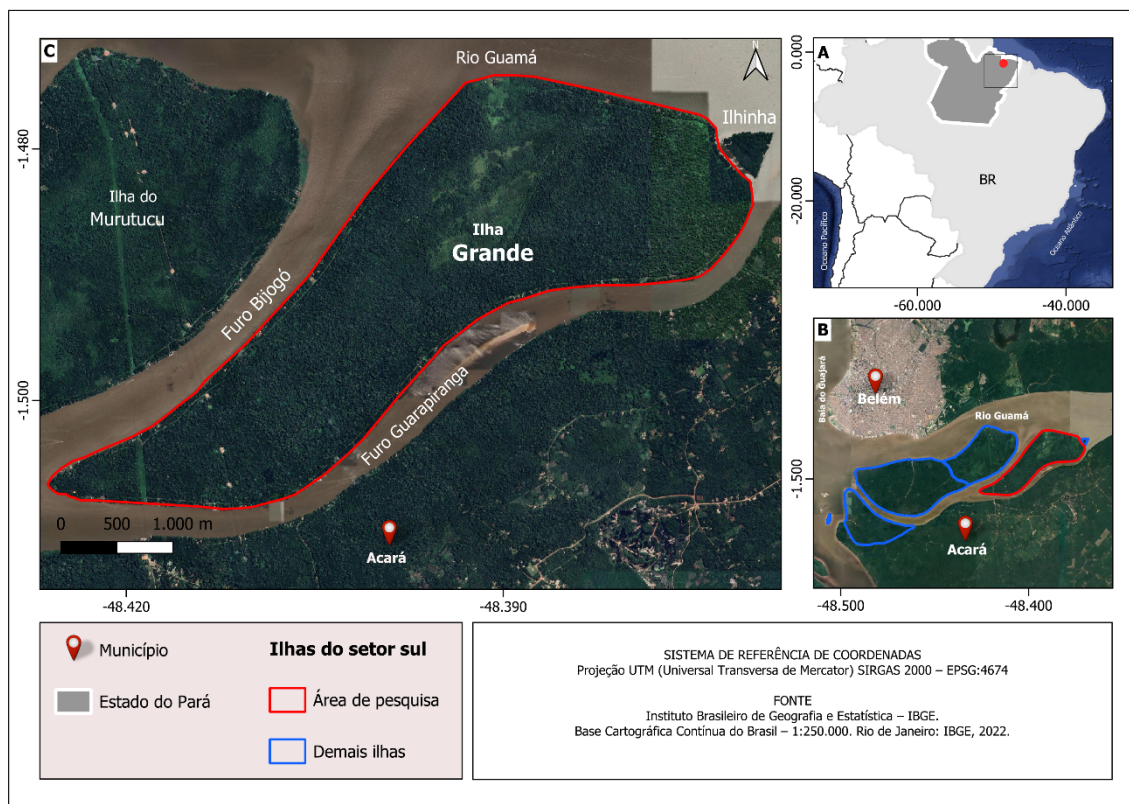 C
Rio Guamá
N
Ilhinha
-1.480
-1.500
Ilha do
Murutucu
Ilha
Grande
Furo Bijogó
Furo Guarapiranga
0 500 1.000 m
Acará
-48.420
-48.390
A
0.000
-20.000
BR
Oceano Pacífico
Oceano Atlântico
-60.000
-40.000
B
Baia do Guajará
Belém
Rio Guamá
-1.500
Acará
-48.500
-48.400
Município
Estado do Pará
Ilhas do setor sul
Área de pesquisa
Demais ilhas
SISTEMA DE REFERÊNCIA DE COORDENADAS
Projeção UTM (Universal Transversa de Mercator) SIRGAS 2000 – EPSG:4674
FONTE
Instituto Brasileiro de Geografia e Estatística – IBGE.
Base Cartográfica Contínua do Brasil – 1:250.000. Rio de Janeiro: IBGE, 2022.